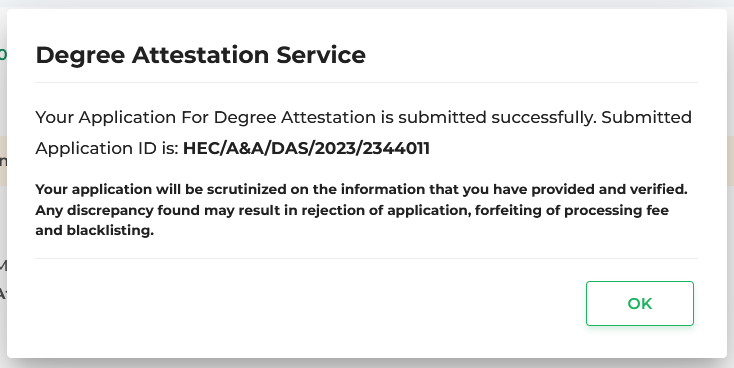 Degree Attestation Service
Your Application For Degree Attestation is submitted successfully. Submitted
Application ID is: HEC/A&A/DAS/2023/2344011
Your application will be scrutinized on the information that you have provided and verified.
Any discrepancy found may result in rejection of application, forfeiting of processing fee
and blacklisting.
OK